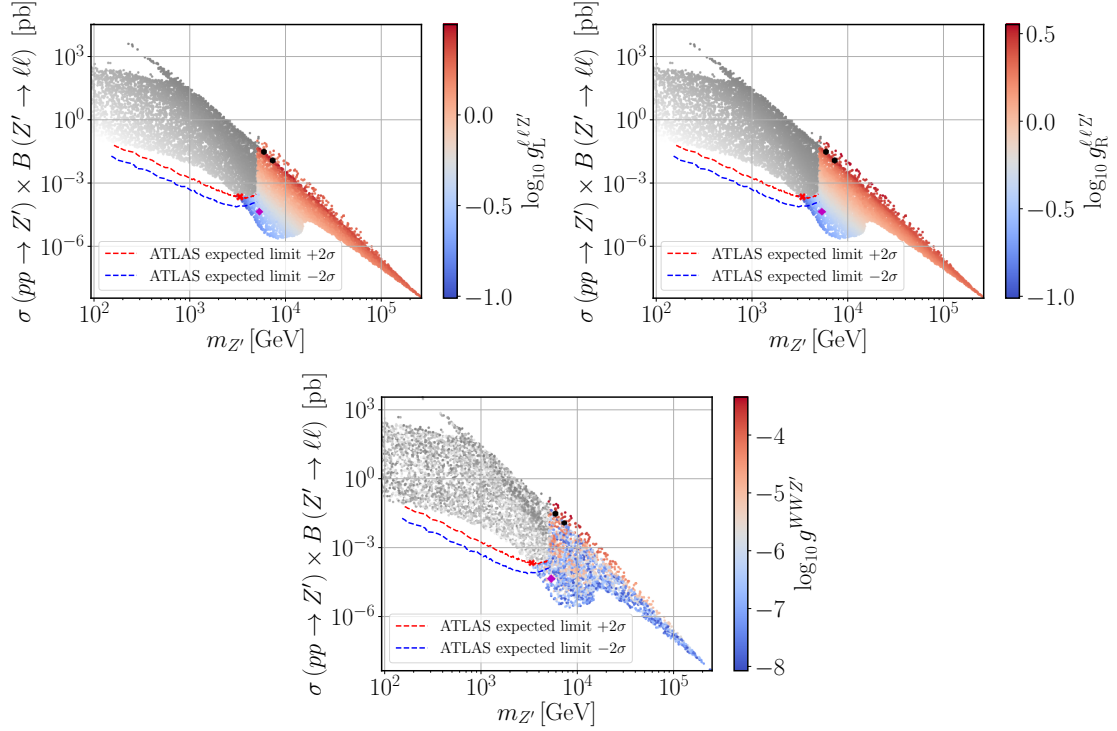 σ (pp → Z′) × B (Z′ → ℓℓ) [pb]
10³
10⁰
10⁻³
10⁻⁶
ATLAS expected limit +2σ
ATLAS expected limit −2σ
10² 10³ 10⁴ 10⁵
m_{Z′} [GeV]
0.0
−0.5
−1.0
log₁₀ g_L^{ℓℓZ′}
σ (pp → Z′) × B (Z′ → ℓℓ) [pb]
10³
10⁰
10⁻³
10⁻⁶
ATLAS expected limit +2σ
ATLAS expected limit −2σ
10² 10³ 10⁴ 10⁵
m_{Z′} [GeV]
0.5
0.0
−0.5
−1.0
log₁₀ g_R^{ℓℓZ′}
σ (pp → Z′) × B (Z′ → ℓℓ) [pb]
10³
10⁰
10⁻³
10⁻⁶
ATLAS expected limit +2σ
ATLAS expected limit −2σ
10² 10³ 10⁴ 10⁵
m_{Z′} [GeV]
−4
−5
−6
−7
−8
log₁₀ g^{WWZ′}